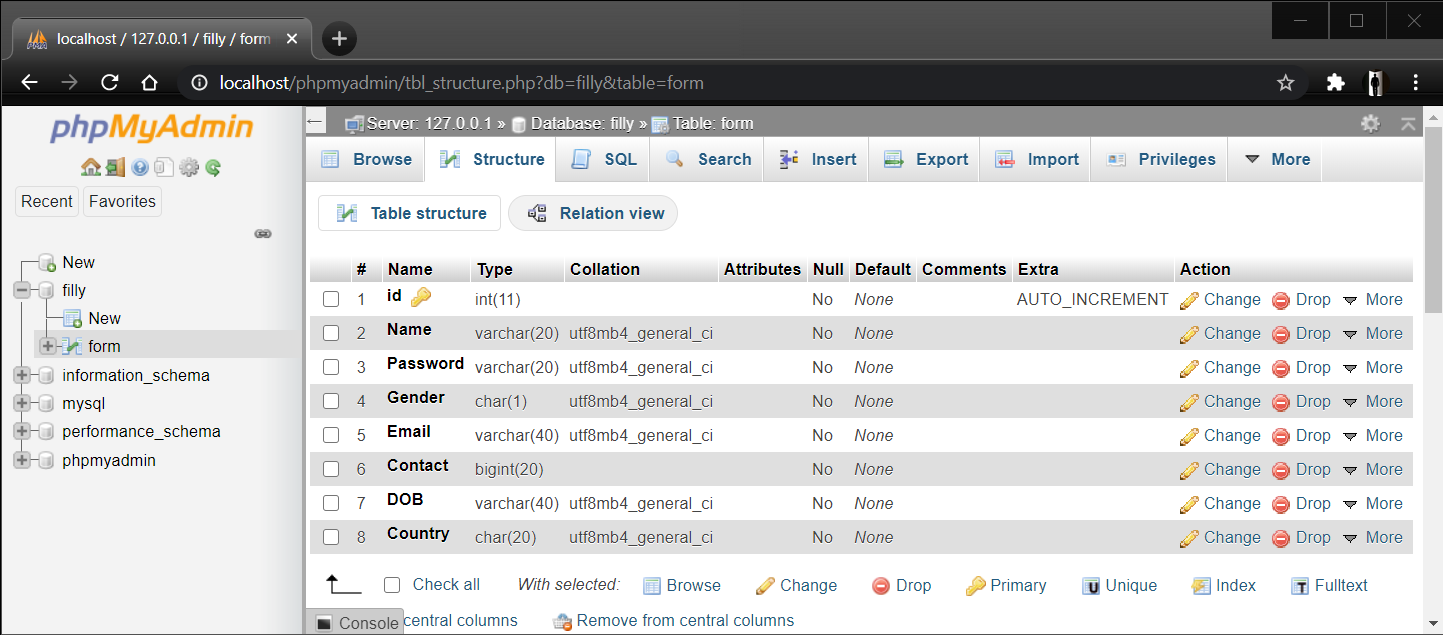 localhost / 127.0.0.1 / filly / form
localhost/phpmyadmin/tbl_structure.php?db=filly&table=form
phpMyAdmin
Recent Favorites
New
filly
New
form
information_schema
mysql
performance_schema
phpmyadmin
Server: 127.0.0.1 » Database: filly » Table: form
Browse Structure SQL Search Insert Export Import Privileges More
Table structure Relation view
# Name Type Collation Attributes Null Default Comments Extra Action
1 id int(11) No None AUTO_INCREMENT Change Drop More
2 Name varchar(20) utf8mb4_general_ci No None Change Drop More
3 Password varchar(20) utf8mb4_general_ci No None Change Drop More
4 Gender char(1) utf8mb4_general_ci No None Change Drop More
5 Email varchar(40) utf8mb4_general_ci No None Change Drop More
6 Contact bigint(20) No None Change Drop More
7 DOB varchar(40) utf8mb4_general_ci No None Change Drop More
8 Country char(20) utf8mb4_general_ci No None Change Drop More
Check all With selected: Browse Change Drop Primary Unique Index Fulltext
Console central columns Remove from central columns